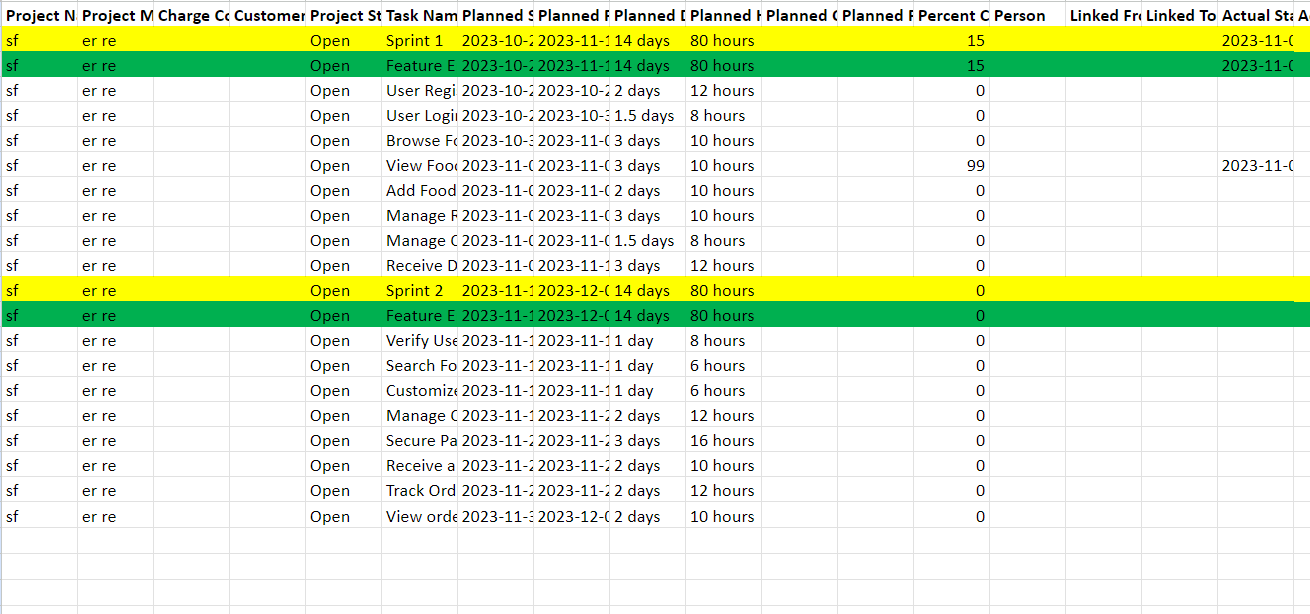 Project N Project M Charge Co Customer Project St Task Nam Planned S Planned F Planned D Planned H Planned C Planned F Percent C Person Linked Fro Linked To Actual Sta
sf er re Open Sprint 1 2023-10-2 2023-11-1 14 days 80 hours 15 2023-11-0
sf er re Open Feature E 2023-10-2 2023-11-1 14 days 80 hours 15 2023-11-0
sf er re Open User Regi 2023-10-2 2023-10-2 2 days 12 hours 0
sf er re Open User Logi 2023-10-2 2023-10-3 1.5 days 8 hours 0
sf er re Open Browse Fo 2023-10-3 2023-11-0 3 days 10 hours 0
sf er re Open View Food 2023-11-0 2023-11-0 3 days 10 hours 99 2023-11-0
sf er re Open Add Food 2023-11-0 2023-11-0 2 days 10 hours 0
sf er re Open Manage R 2023-11-0 2023-11-0 3 days 10 hours 0
sf er re Open Manage O 2023-11-0 2023-11-0 1.5 days 8 hours 0
sf er re Open Receive D 2023-11-0 2023-11-1 3 days 12 hours 0
sf er re Open Sprint 2 2023-11-1 2023-12-0 14 days 80 hours 0
sf er re Open Feature E 2023-11-1 2023-12-0 14 days 80 hours 0
sf er re Open Verify Use 2023-11-1 2023-11-1 1 day 8 hours 0
sf er re Open Search Fo 2023-11-1 2023-11-1 1 day 6 hours 0
sf er re Open Customize 2023-11-1 2023-11-1 1 day 6 hours 0
sf er re Open Manage C 2023-11-1 2023-11-2 2 days 12 hours 0
sf er re Open Secure Pa 2023-11-2 2023-11-2 3 days 16 hours 0
sf er re Open Receive a 2023-11-2 2023-11-2 2 days 10 hours 0
sf er re Open Track Ord 2023-11-2 2023-11-2 2 days 12 hours 0
sf er re Open View orde 2023-11-3 2023-12-0 2 days 10 hours 0